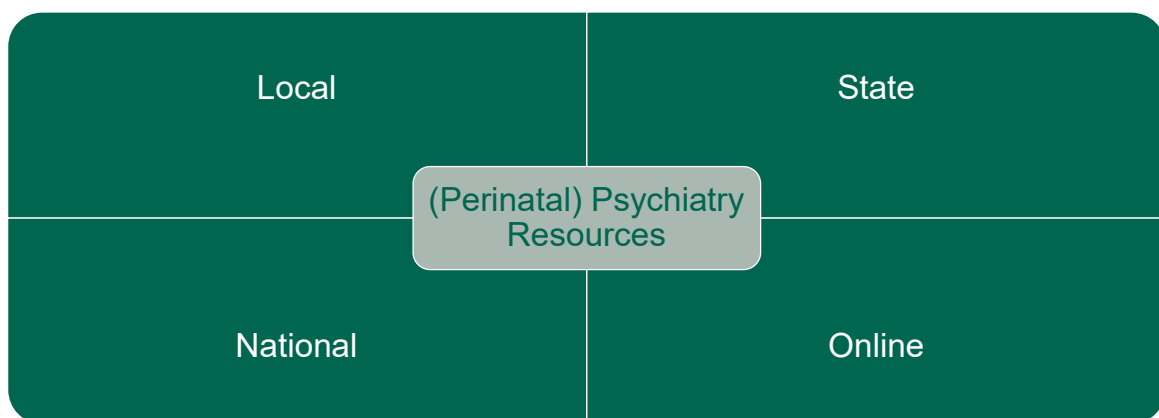 Local
State
(Perinatal) Psychiatry
Resources
National
Online